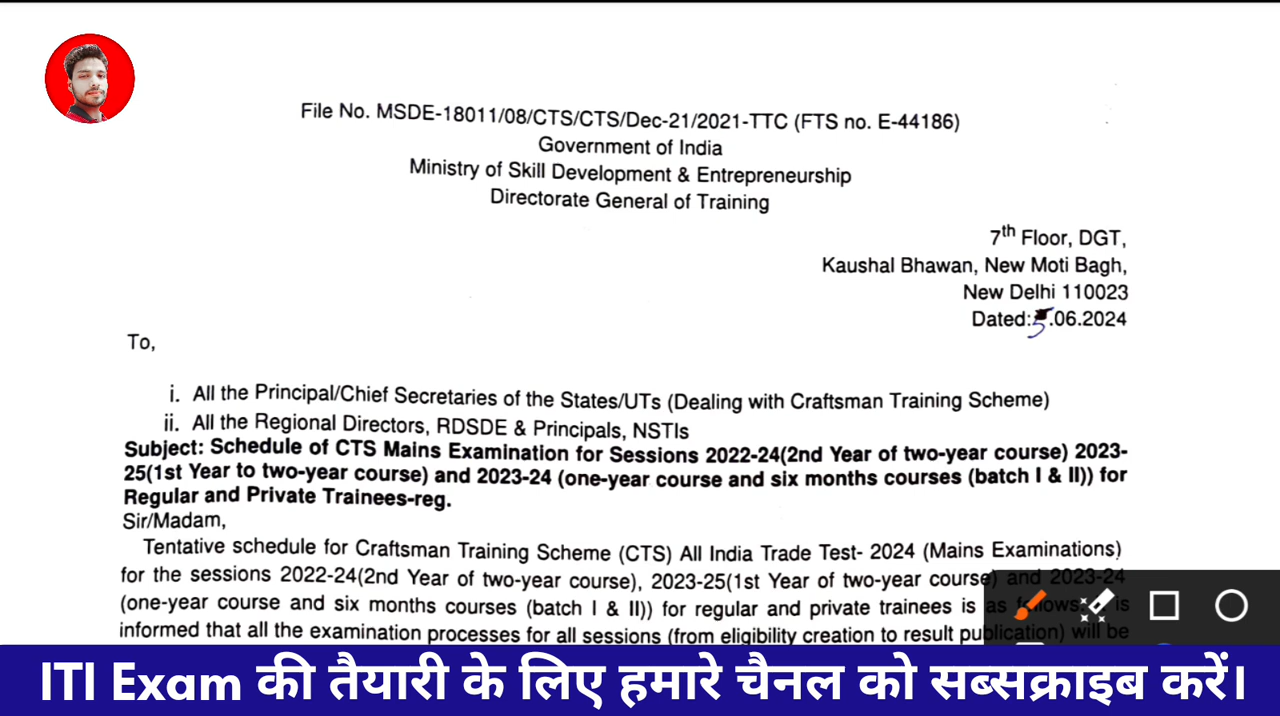 File No. MSDE-18011/08/CTS/CTS/Dec-21/2021-TTC (FTS no. E-44186)
Government of India
Ministry of Skill Development & Entrepreneurship
Directorate General of Training
7th Floor, DGT,
Kaushal Bhawan, New Moti Bagh,
New Delhi 110023
Dated:5.06.2024
To,
i. All the Principal/Chief Secretaries of the States/UTs (Dealing with Craftsman Training Scheme)
ii. All the Regional Directors, RDSDE & Principals, NSTIs
Subject: Schedule of CTS Mains Examination for Sessions 2022-24(2nd Year of two-year course) 2023-
25(1st Year to two-year course) and 2023-24 (one-year course and six months courses (batch I & II)) for
Regular and Private Trainees-reg.
Sir/Madam,
Tentative schedule for Craftsman Training Scheme (CTS) All India Trade Test- 2024 (Mains Examinations)
for the sessions 2022-24(2nd Year of two-year course), 2023-25(1st Year of two-year course) and 2023-24
(one-year course and six months courses (batch I & II)) for regular and private trainees is as follows. is
informed that all the examination processes for all sessions (from eligibility creation to result publication) will be
ITI Exam की तैयारी के लिए हमारे चैनल को सब्सक्राइब करें।